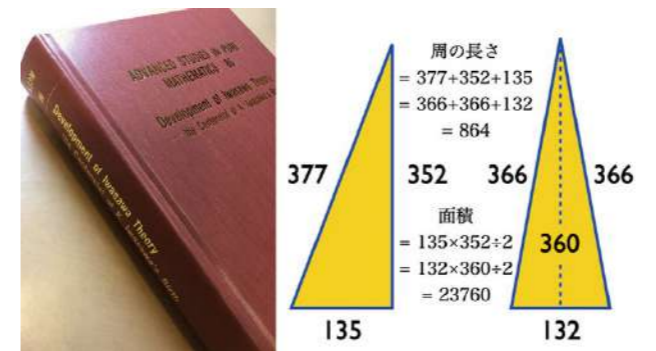 ADVANCED STUDIES IN PURE
MATHEMATICS 86
Development of Iwasawa Theory
Development of Iwasawa Theory
周の長さ
= 377+352+135
= 366+366+132
= 864
377
352
366
366
面積
= 135×352÷2
= 132×360÷2
= 23760
360
135
132